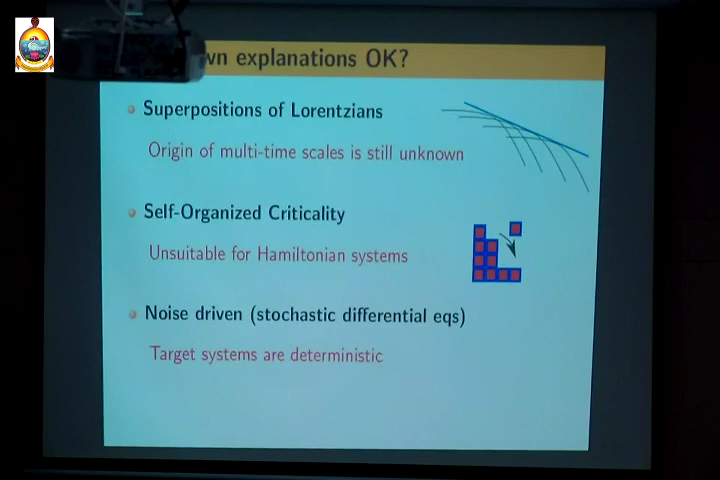 explanations OK?
Superpositions of Lorentzians
Origin of multi-time scales is still unknown
Self-Organized Criticality
Unsuitable for Hamiltonian systems
Noise driven (stochastic differential eqs)
Target systems are deterministic